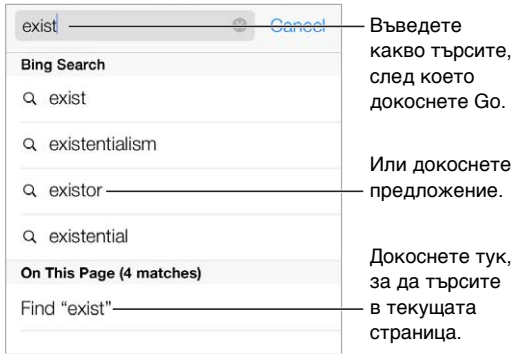 exist
Cancel
Bing Search
exist
existentialism
existor
existential
On This Page (4 matches)
Find “exist”
Въведете
какво търсите,
след което
докоснете Go.
Или докоснете
предложение.
Докоснете тук,
за да търсите
в текущата
страница.